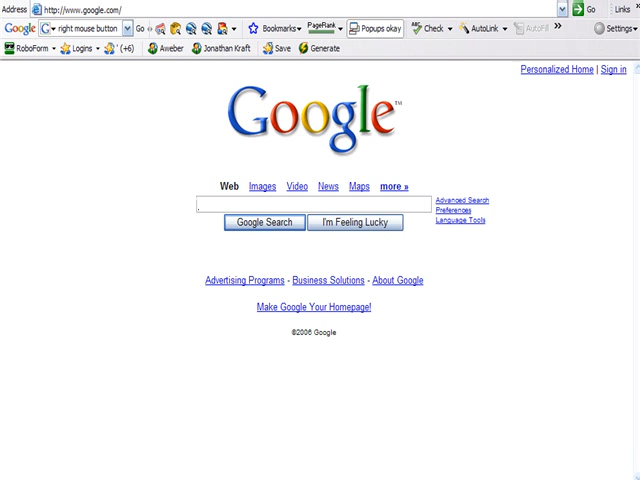 Address http://www.google.com/ Go Links »
Google G right mouse button Go Bookmarks PageRank Popups okay ABC Check AutoLink AutoFill » Settings
RoboForm Logins ' (+6) Aweber Jonathan Kraft Save Generate
Personalized Home | Sign in
Google™
Web Images Video News Maps more »
Advanced Search
Preferences
Language Tools
Google Search I'm Feeling Lucky
Advertising Programs - Business Solutions - About Google
Make Google Your Homepage!
©2006 Google